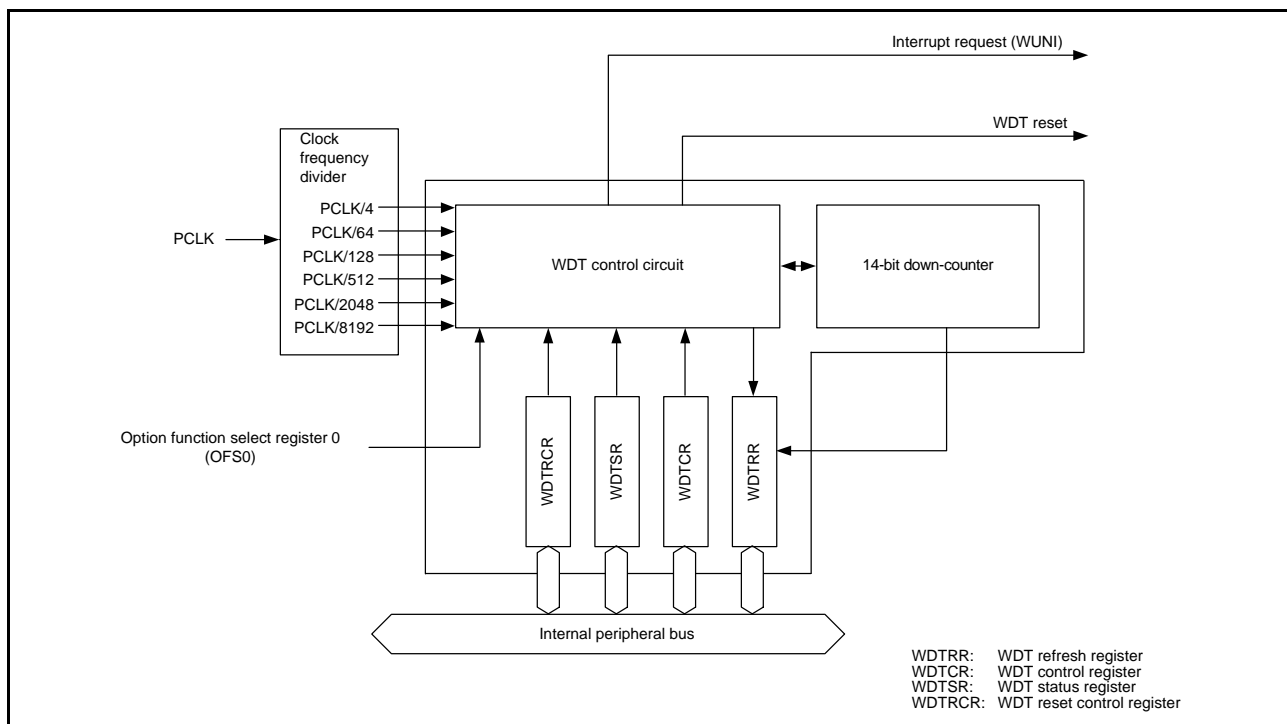 Interrupt request (WUNI)
WDT reset
Clock
frequency
divider
PCLK/4
PCLK/64
PCLK/128
PCLK/512
PCLK/2048
PCLK/8192
PCLK
WDT control circuit
14-bit down-counter
Option function select register 0
(OFS0)
WDTRCR
WDTSR
WDTCR
WDTRR
Internal peripheral bus
WDTRR: WDT refresh register
WDTCR: WDT control register
WDTSR: WDT status register
WDTRCR: WDT reset control register